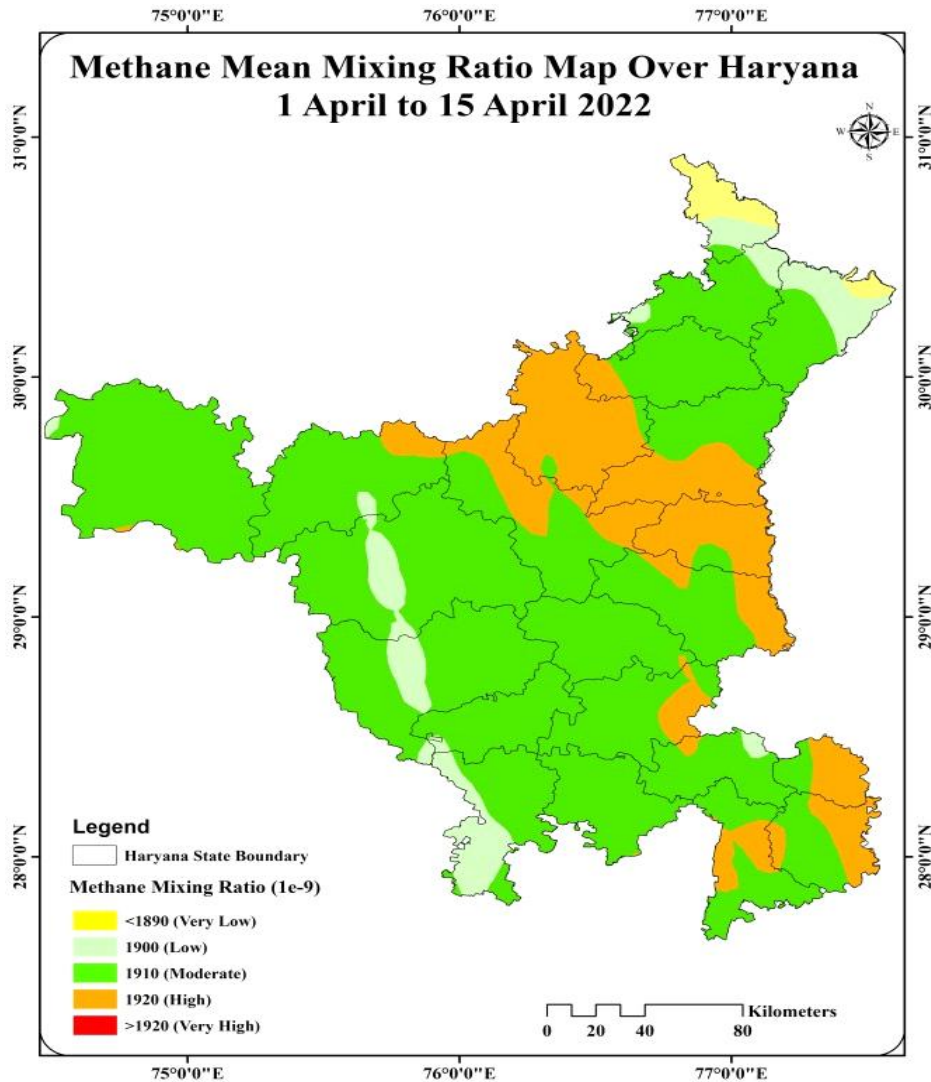 75°0'0"E 76°0'0"E 77°0'0"E
Methane Mean Mixing Ratio Map Over Haryana
1 April to 15 April 2022
N
W E
S
31°0'0"N 31°0'0"N
30°0'0"N 30°0'0"N
29°0'0"N 29°0'0"N
28°0'0"N 28°0'0"N
Legend
Haryana State Boundary
Methane Mixing Ratio (1e-9)
<1890 (Very Low)
1900 (Low)
1910 (Moderate)
1920 (High)
>1920 (Very High)
Kilometers
0 20 40 80
75°0'0"E 76°0'0"E 77°0'0"E